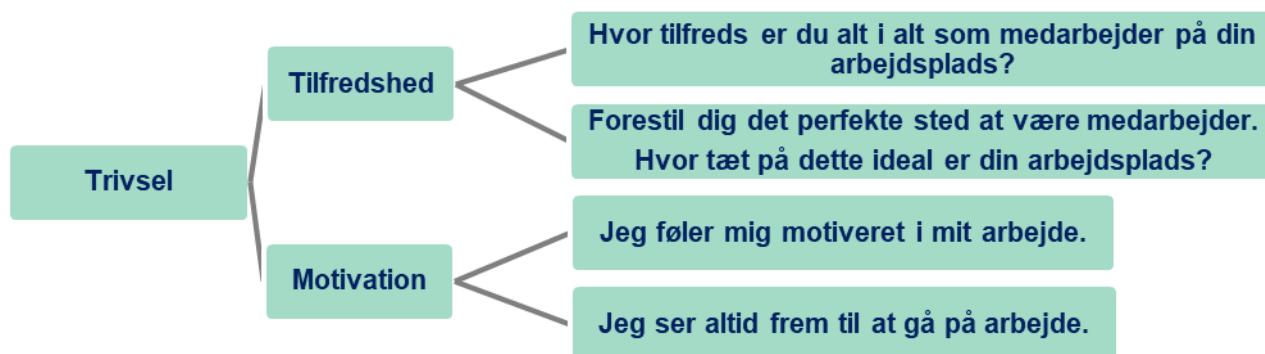 Trivsel
Tilfredshed
Hvor tilfreds er du alt i alt som medarbejder på din
arbejdsplads?
Forestil dig det perfekte sted at være medarbejder.
Hvor tæt på dette ideal er din arbejdsplads?
Motivation
Jeg føler mig motiveret i mit arbejde.
Jeg ser altid frem til at gå på arbejde.